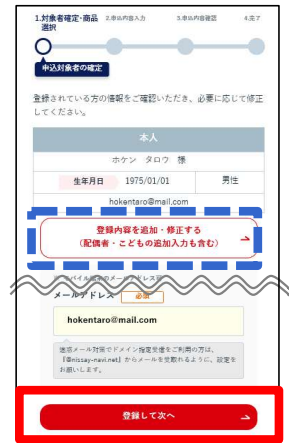 1.対象者確定・商品選択
2.申込内容入力
3.申込内容確認
4.完了
申込対象者の確定
登録されている方の情報をご確認いただき、必要に応じて修正
してください。
本人
ホケン タロウ 様
生年月日 1975/01/01 男性
hokentaro@mail.com
登録内容を追加・修正する
（配偶者・こどもの追加入力も含む）
メールアドレス 必須
hokentaro@mail.com
迷惑メール対策でドメイン指定受信をご利用の方は、
『@nissay-navi.net』からメールを受取れるように、設定を
お願いします。
登録して次へ